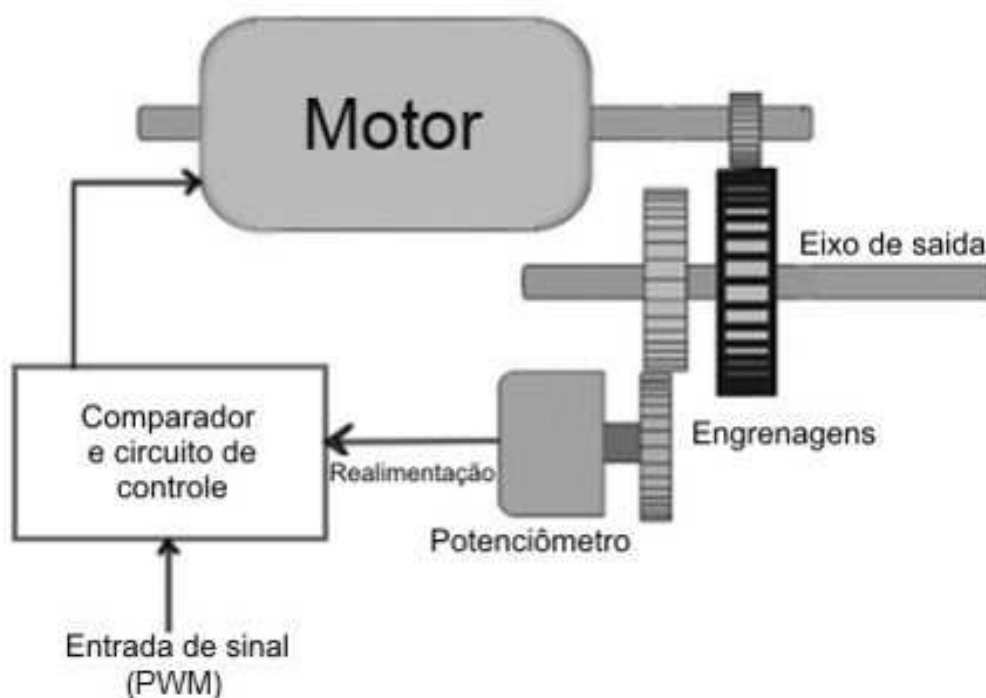 Motor
Eixo de saída
Comparador
e circuito de
controle
Realimentação
Engrenagens
Potenciômetro
Entrada de sinal
(PWM)